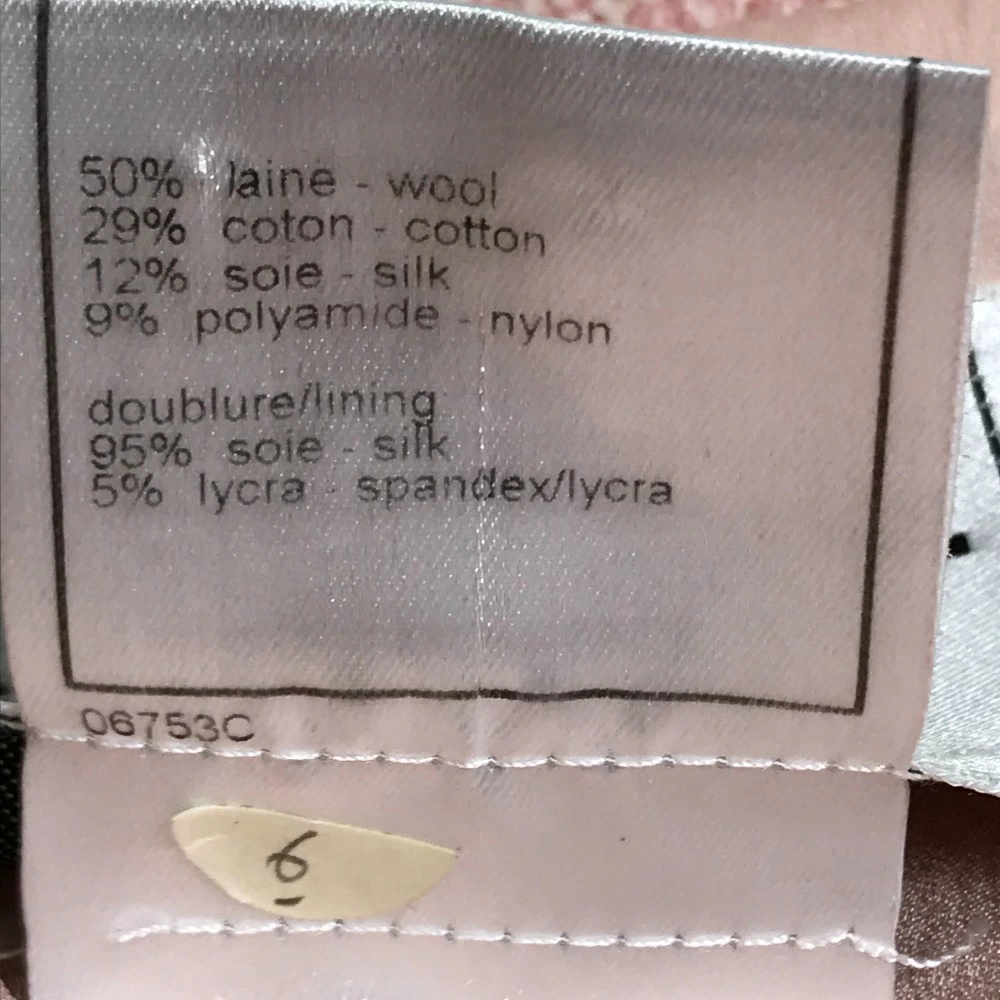 50% laine - wool
29% coton - cotton
12% soie - silk
9% polyamide - nylon
doublure/lining
95% soie - silk
5% lycra - spandex/lycra
06753C
6